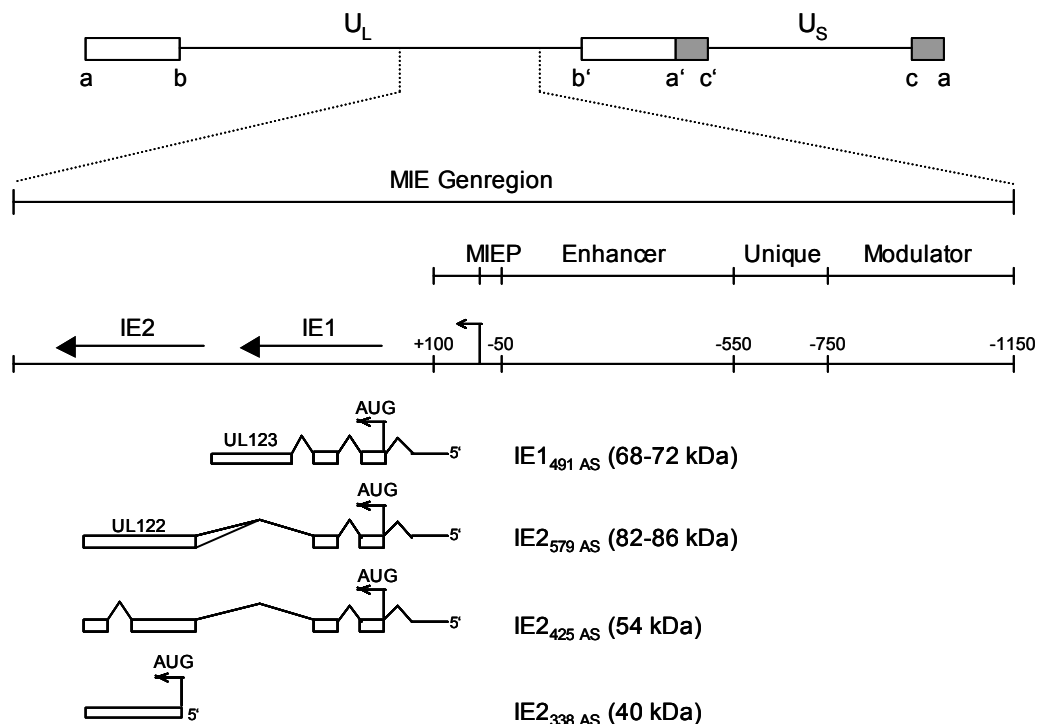 UL US
a b b‘ a‘ c‘ c a
MIE Genregion
MIEP Enhancer Unique Modulator
IE2 IE1 +100 -50 -550 -750 -1150
AUG
UL123 5‘ IE1491 AS (68-72 kDa)
AUG
UL122 5‘ IE2579 AS (82-86 kDa)
AUG
5‘ IE2425 AS (54 kDa)
AUG
5‘ IE2338 AS (40 kDa)